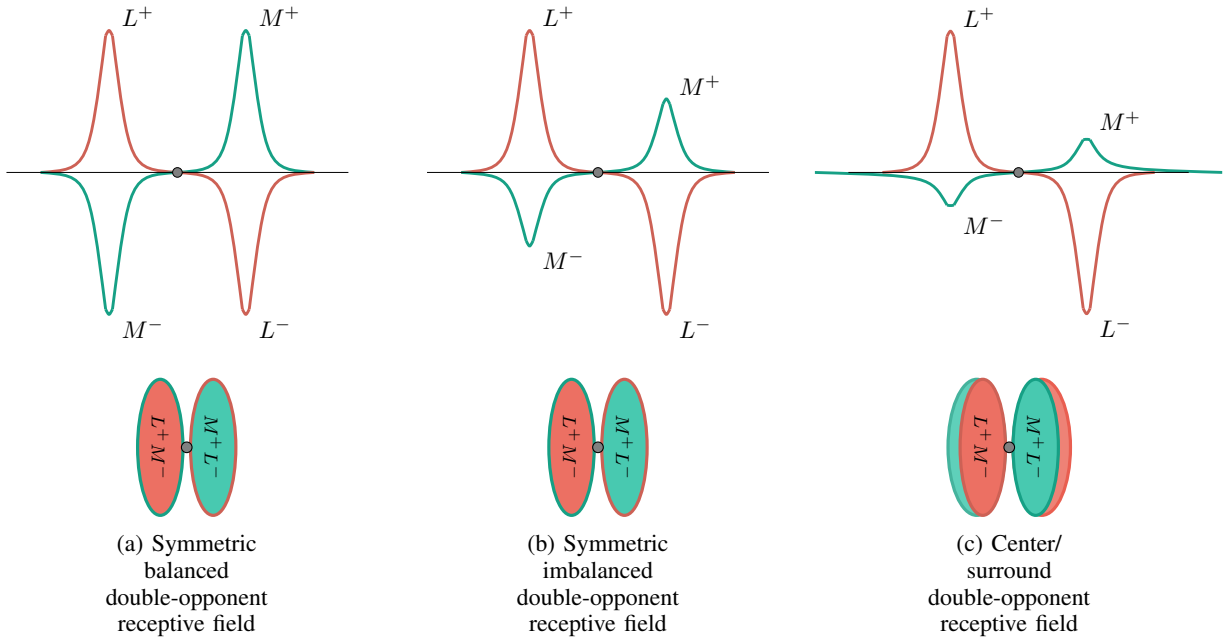 L⁺ M⁺
M⁻ L⁻
L⁺M⁻ M⁺L⁻
(a) Symmetric
balanced
double-opponent
receptive field
L⁺
M⁺
M⁻
L⁻
L⁺M⁻ M⁺L⁻
(b) Symmetric
imbalanced
double-opponent
receptive field
L⁺
M⁺
M⁻
L⁻
L⁺M⁻ M⁺L⁻
(c) Center/
surround
double-opponent
receptive field